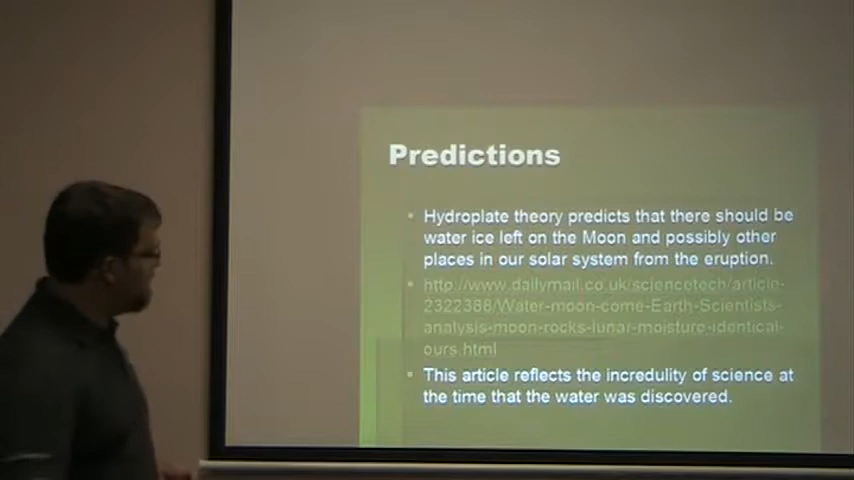 Predictions
Hydroplate theory predicts that there should be
water ice left on the Moon and possibly other
places in our solar system from the eruption.
http://www.dailymail.co.uk/sciencetech/article-
2322388/Water-moon-come-Earth-Scientists-
analysis-moon-rocks-lunar-moisture-identical-
ours.html
This article reflects the incredulity of science at
the time that the water was discovered.